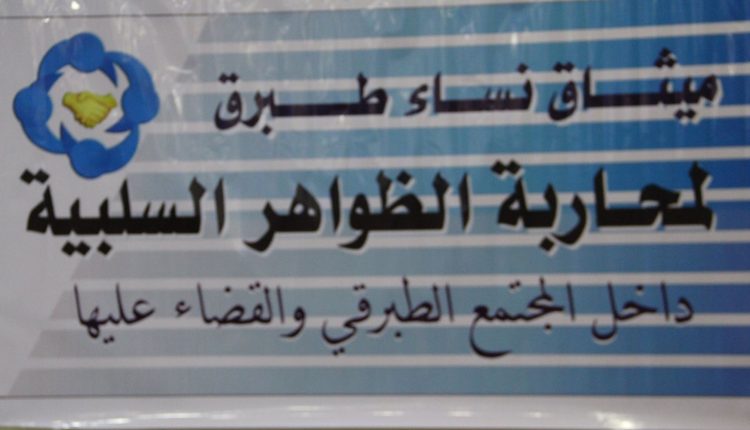 ميثاق نساء طبرق
لمحاربة الظواهر السلبية
داخل المجتمع الطبرقي والقضاء عليها